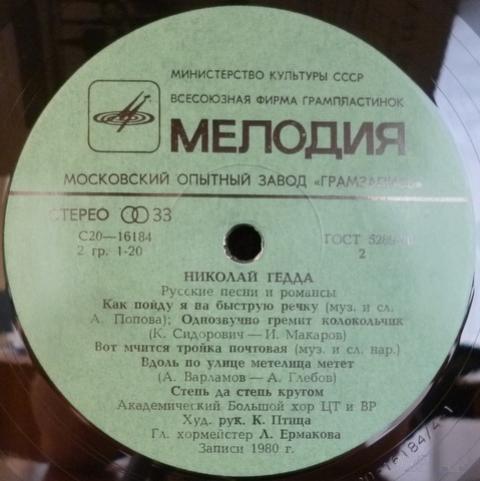 МИНИСТЕРСТВО КУЛЬТУРЫ СССР
ВСЕСОЮЗНАЯ ФИРМА ГРАМПЛАСТИНОК
МЕЛОДИЯ
МОСКОВСКИЙ ОПЫТНЫЙ ЗАВОД «ГРАМЗАПИСЬ»
СТЕРЕО 33
С20—16184
2 гр. 1-20
ГОСТ
2
НИКОЛАЙ ГЕДДА
Русские песни и романсы
Как пойду я на быструю речку (муз. и сл.
А. Попова); Однозвучно гремит колокольчик
(К. Сидорович — И. Макаров)
Вот мчится тройка почтовая (муз. и сл. нар.)
Вдоль по улице метелица метет
(А. Варламов — А. Глебов)
Степь да степь кругом
Академический Большой хор ЦТ и ВР
Худ. рук. К. Птица
Гл. хормейстер Л. Ермакова
Записи 1980 г.